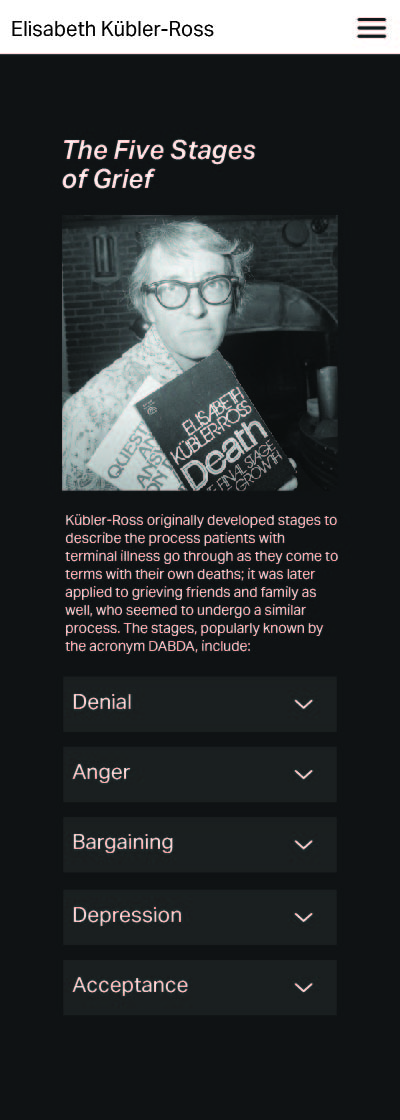 Elisabeth Kübler-Ross
The Five Stages
of Grief
QUEST
AN
ANS
ON
ELISABETH
KÜBLER-ROSS
Death
FINAL STAGE
GROWTH
Kübler-Ross originally developed stages to
describe the process patients with
terminal illness go through as they come to
terms with their own deaths; it was later
applied to grieving friends and family as
well, who seemed to undergo a similar
process. The stages, popularly known by
the acronym DABDA, include:
Denial
Anger
Bargaining
Depression
Acceptance